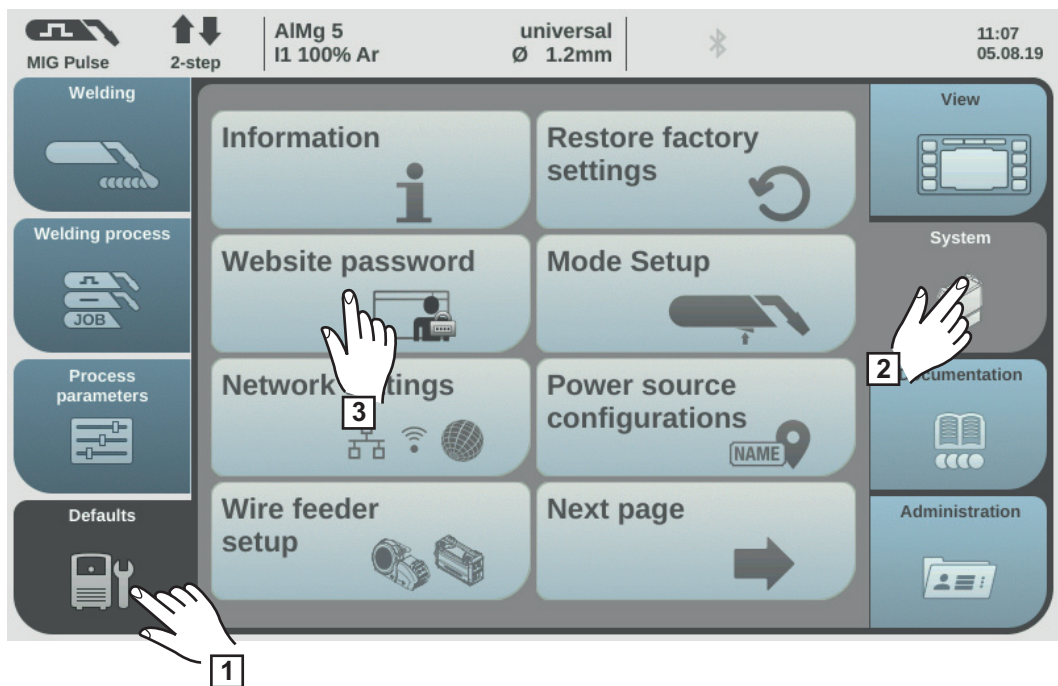 MIG Pulse
2-step
AlMg 5
I1 100% Ar
universal
Ø 1.2mm
11:07
05.08.19
Welding
Welding process
JOB
Process
parameters
Defaults
Information
Restore factory
settings
Website password
Mode Setup
Network
Power source
configurations
NAME
Wire feeder
setup
Next page
View
System
Administration
1
2
3